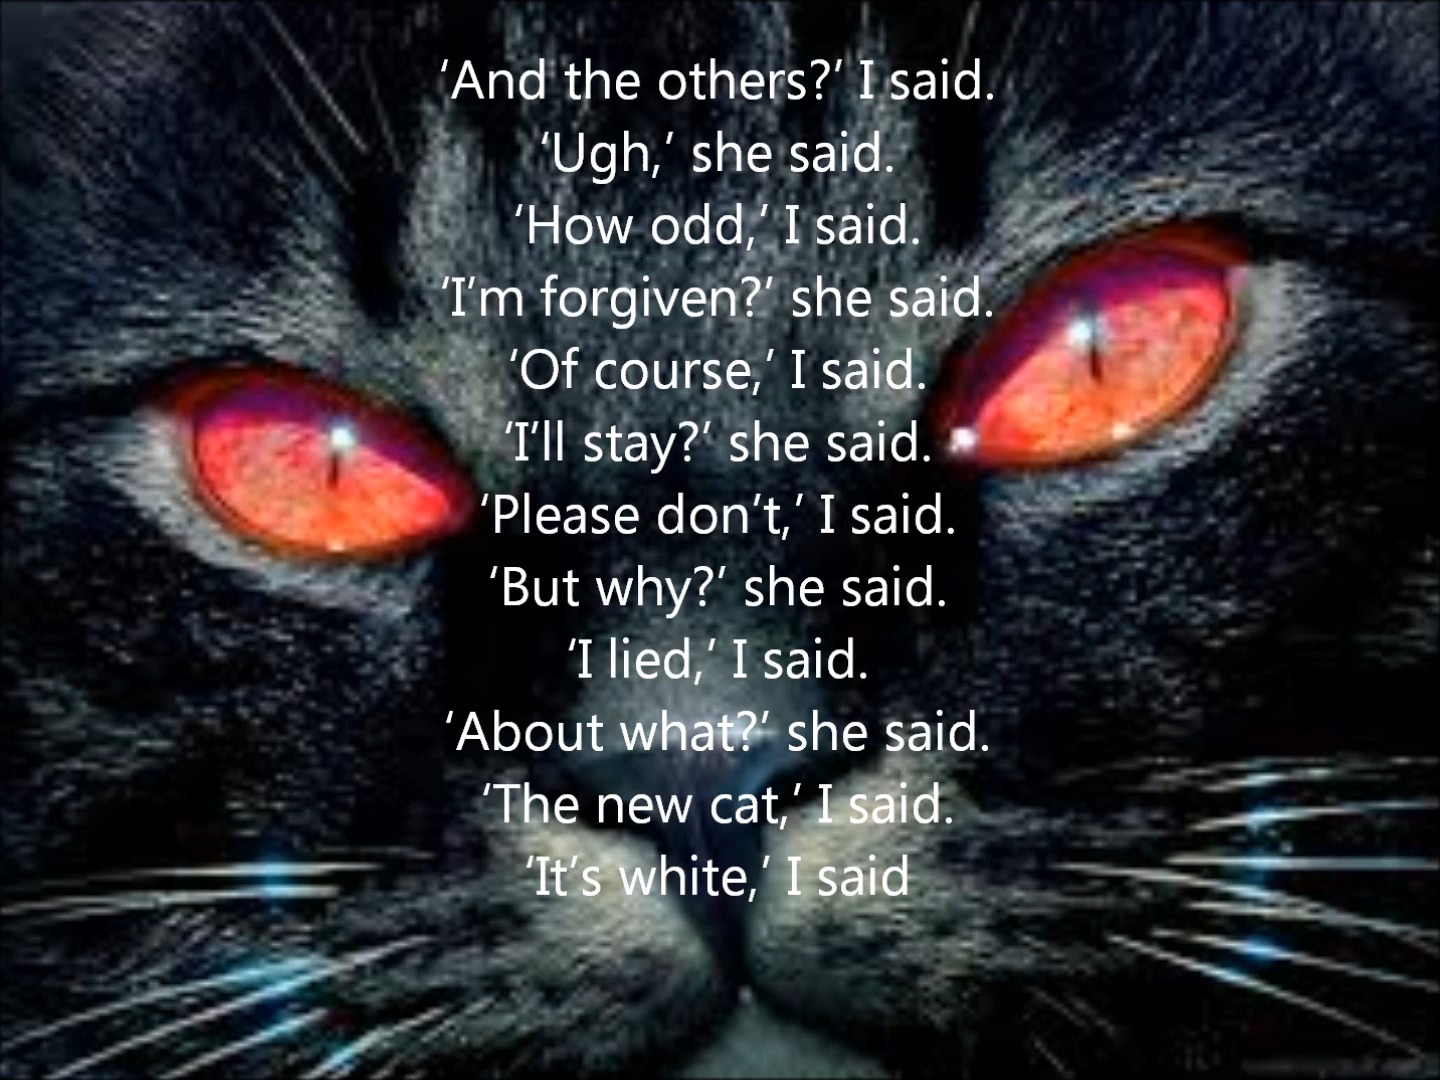 ‘And the others?’ I said.
‘Ugh,’ she said.
‘How odd,’ I said.
‘I’m forgiven?’ she said.
‘Of course,’ I said.
‘I’ll stay?’ she said.
‘Please don’t,’ I said.
‘But why?’ she said.
‘I lied,’ I said.
‘About what?’ she said.
‘The new cat,’ I said.
‘It’s white,’ I said